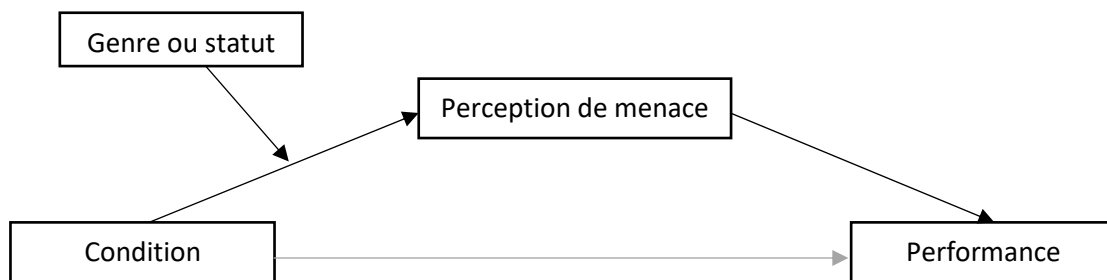 Genre ou statut
Perception de menace
Condition
Performance